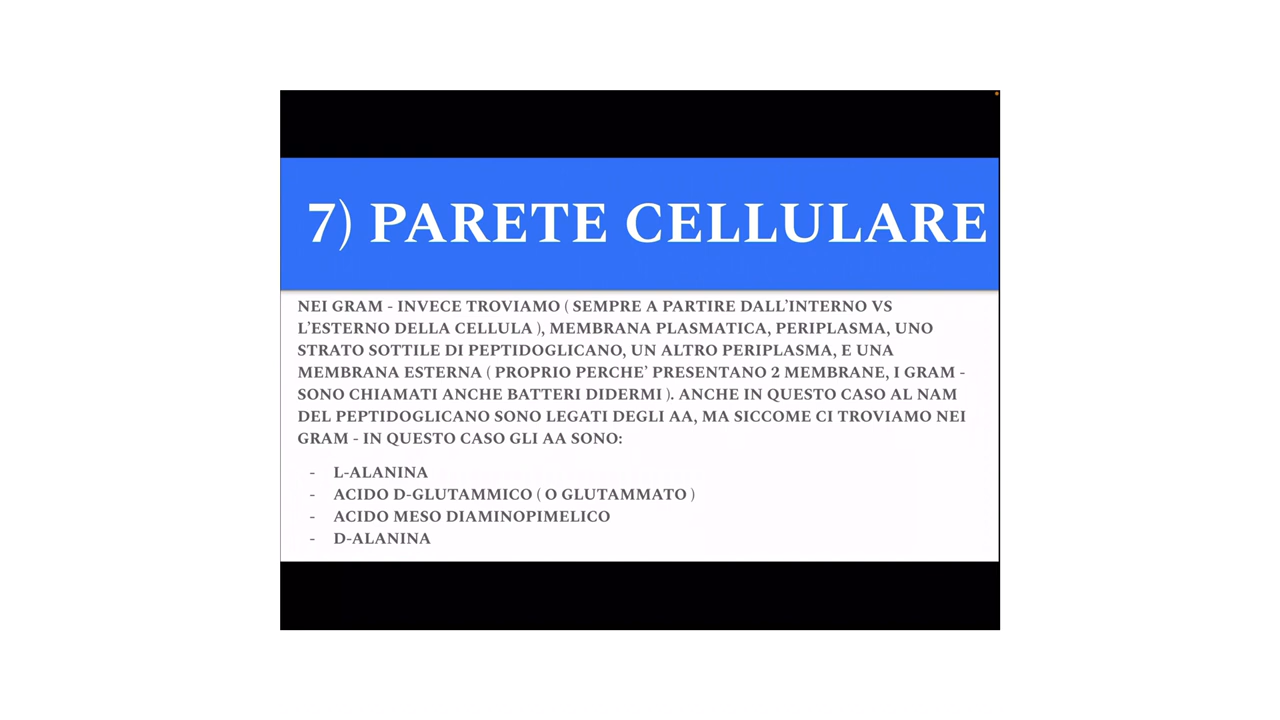 7) PARETE CELLULARE
NEI GRAM - INVECE TROVIAMO ( SEMPRE A PARTIRE DALL'INTERNO VS
L'ESTERNO DELLA CELLULA ), MEMBRANA PLASMATICA, PERIPLASMA, UNO
STRATO SOTTILE DI PEPTIDOGLICANO, UN ALTRO PERIPLASMA, E UNA
MEMBRANA ESTERNA ( PROPRIO PERCHE' PRESENTANO 2 MEMBRANE, I GRAM -
SONO CHIAMATI ANCHE BATTERI DIDERMI ). ANCHE IN QUESTO CASO AL NAM
DEL PEPTIDOGLICANO SONO LEGATI DEGLI AA, MA SICCOME CI TROVIAMO NEI
GRAM - IN QUESTO CASO GLI AA SONO:
- L-ALANINA
- ACIDO D-GLUTAMMICO ( O GLUTAMMATO )
- ACIDO MESO DIAMINOPIMELICO
- D-ALANINA